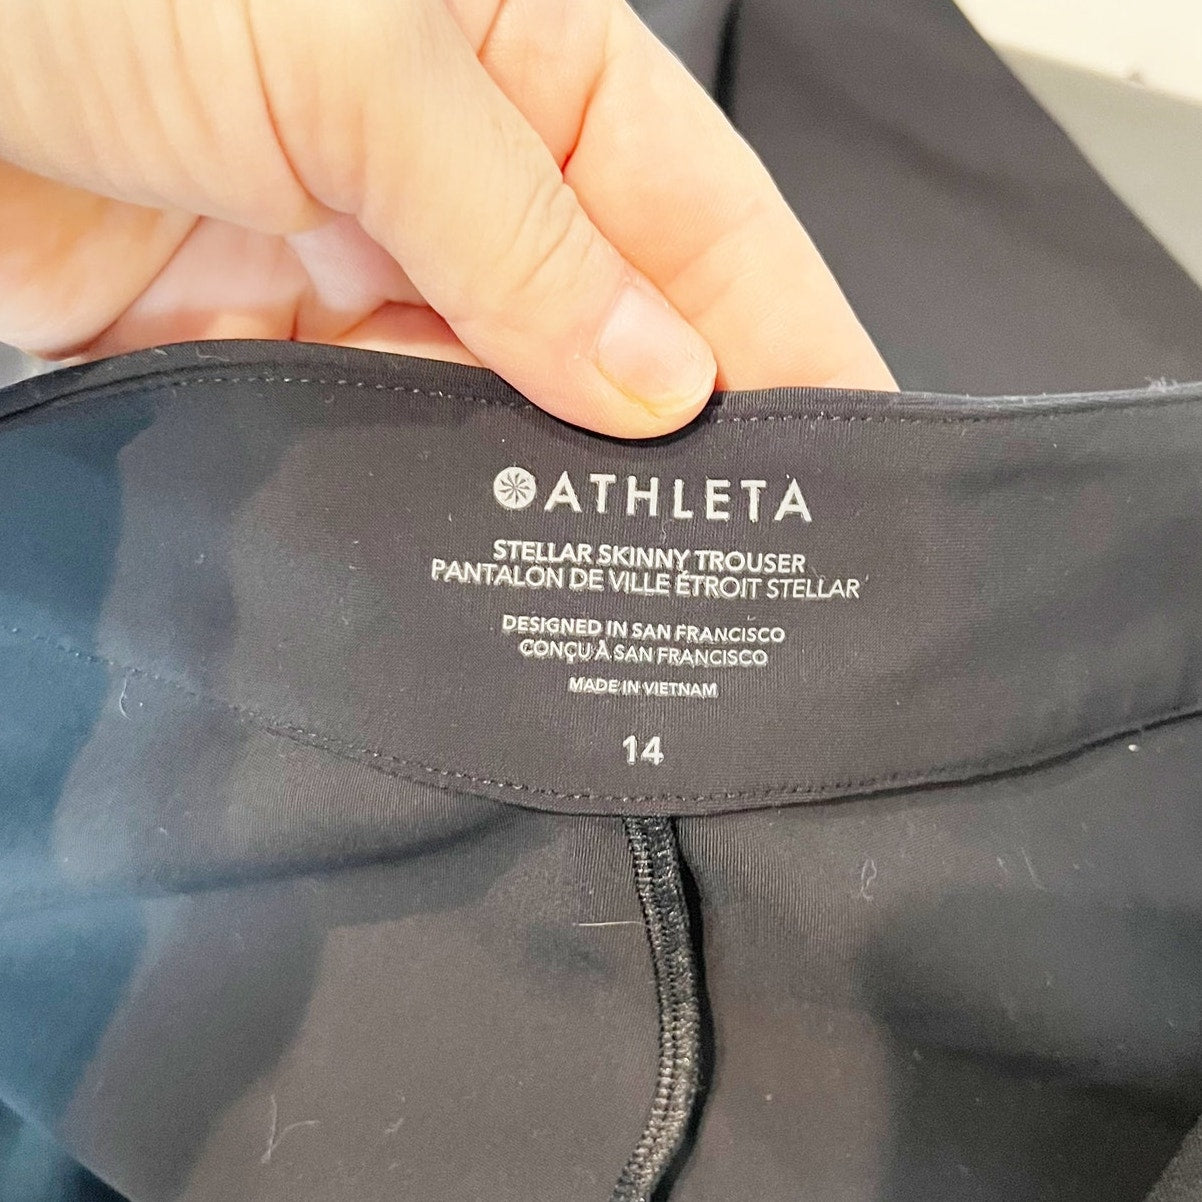 ATHLETA
STELLAR SKINNY TROUSER
PANTALON DE VILLE ÉTROIT STELLAR
DESIGNED IN SAN FRANCISCO
CONÇU À SAN FRANCISCO
MADE IN VIETNAM
14